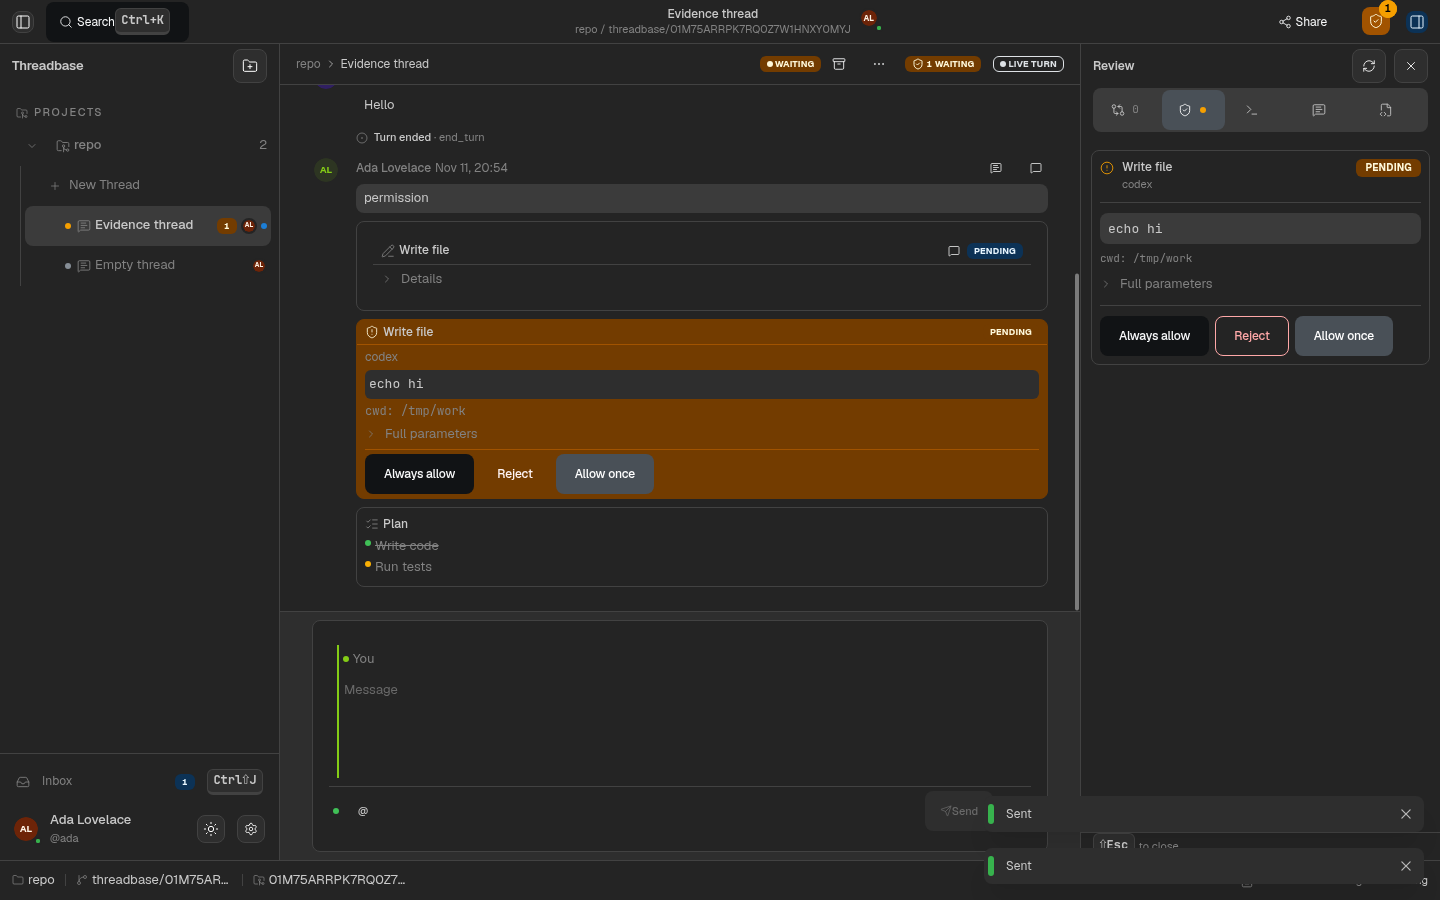 Search Ctrl+K
Evidence thread
repo / threadbase/01M75ARRPK7RQ0Z7W1HNXY0MYJ
AL
Share
1
Threadbase
PROJECTS
repo 2
New Thread
Evidence thread 1 AL
Empty thread AL
Inbox 1 Ctrl⇧J
AL Ada Lovelace
@ada
repo > Evidence thread WAITING 1 WAITING LIVE TURN
Hello
Turn ended · end_turn
AL Ada Lovelace Nov 11, 20:54
permission
Write file PENDING
Details
Write file PENDING
codex
echo hi
cwd: /tmp/work
Full parameters
Always allow Reject Allow once
Plan
Write code
Run tests
You
Message
@ Send
Review
0
Write file PENDING
codex
echo hi
cwd: /tmp/work
Full parameters
Always allow Reject Allow once
Sent
⇧Esc to close
Sent
repo threadbase/01M75AR... 01M75ARRPK7RQ0Z7...